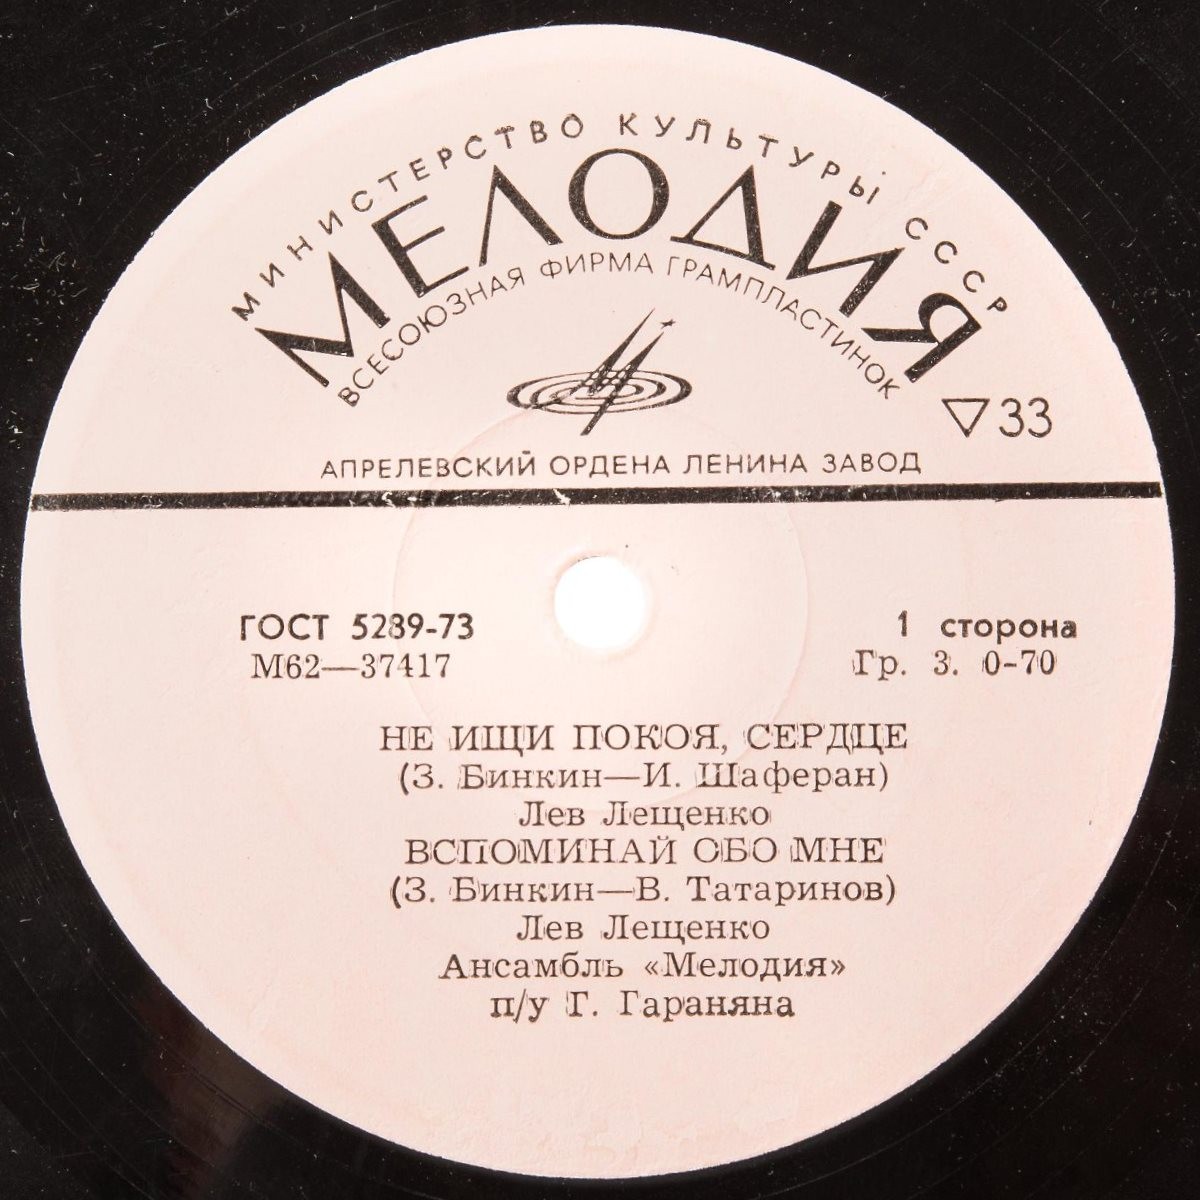 МИНИСТЕРСТВО КУЛЬТУРЫ СССР
МЕЛОДИЯ
ВСЕСОЮЗНАЯ ФИРМА ГРАМПЛАСТИНОК
33
АПРЕЛЕВСКИЙ ОРДЕНА ЛЕНИНА ЗАВОД
ГОСТ 5289-73
1 сторона
М62—37417
Гр. 3. 0-70
НЕ ИЩИ ПОКОЯ, СЕРДЦЕ
(З. Бинкин—И. Шаферан)
Лев Лещенко
ВСПОМИНАЙ ОБО МНЕ
(З. Бинкин—В. Татаринов)
Лев Лещенко
Ансамбль «Мелодия»
п/у Г. Гараняна